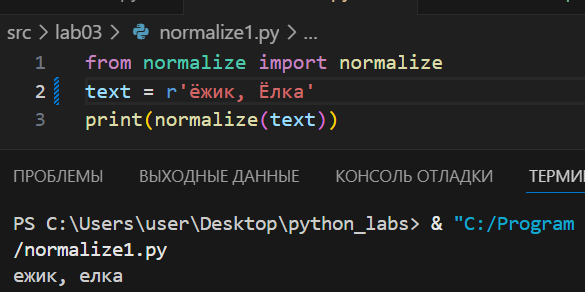 src > lab03 > normalize1.py > ...
1 from normalize import normalize
2 text = r'ёжик, Ёлка'
3 print(normalize(text))
ПРОБЛЕМЫ ВЫХОДНЫЕ ДАННЫЕ КОНСОЛЬ ОТЛАДКИ
PS C:\Users\user\Desktop\python_labs> & "C:/Program
/normalize1.py
ежик, елка